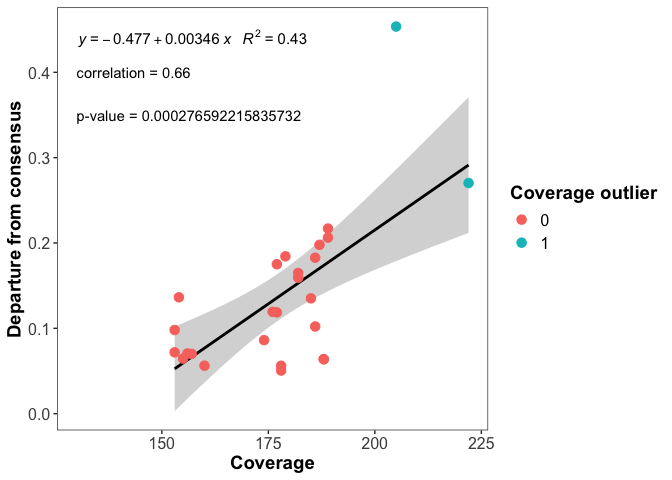 y = − 0.477 + 0.00346 x R² = 0.43
correlation = 0.66
p-value = 0.000276592215835732
Departure from consensus
0.4
0.3
0.2
0.1
0.0
150 175 200 225
Coverage
Coverage outlier
0
1